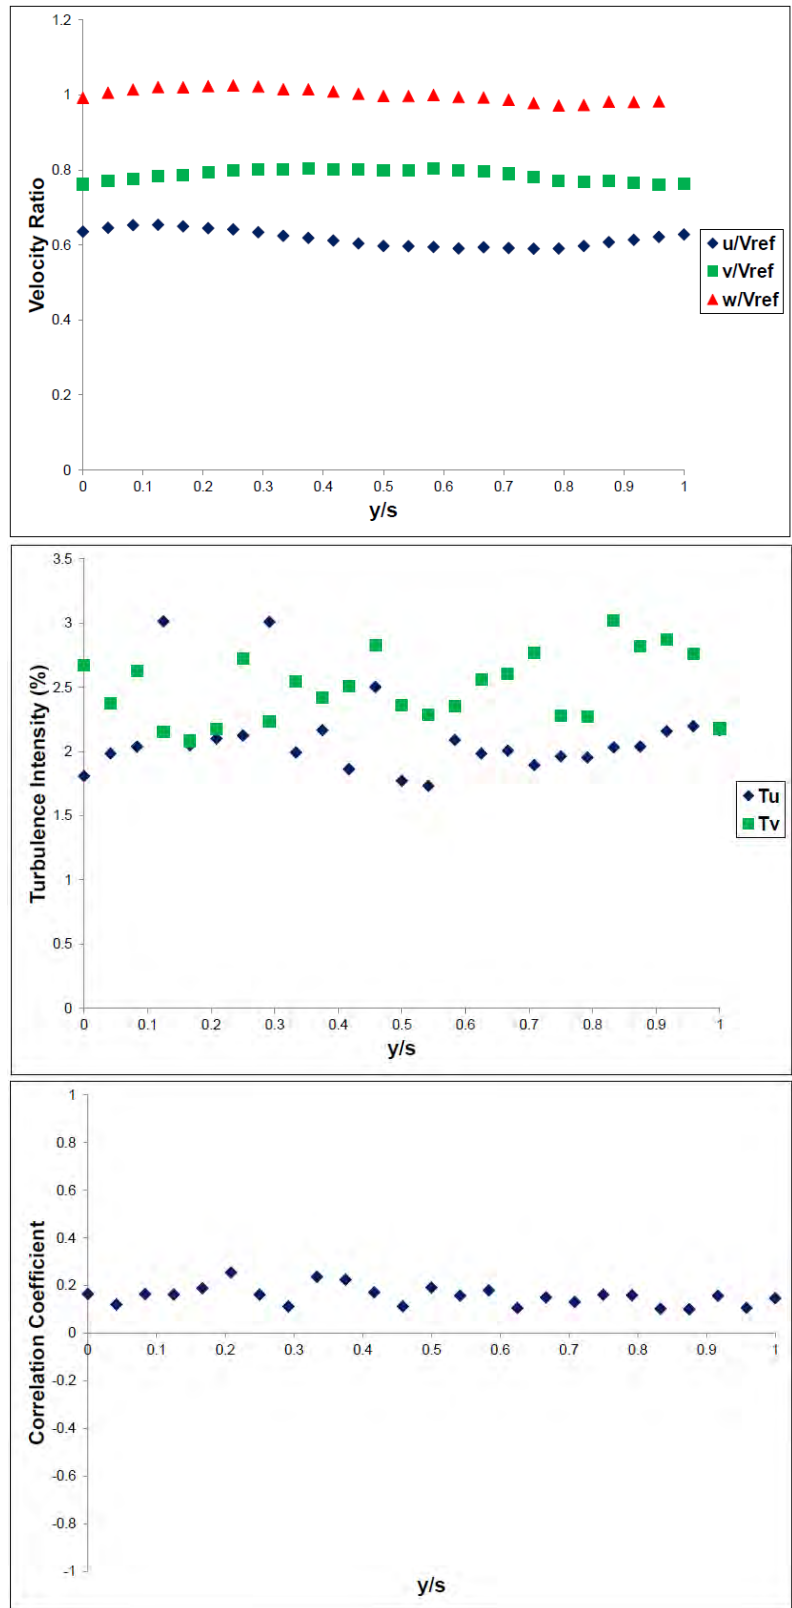 1.2
1
0.8
0.6
0.4
0.2
0
Velocity Ratio
0 0.1 0.2 0.3 0.4 0.5 0.6 0.7 0.8 0.9 1
y/s
u/Vref
v/Vref
w/Vref
3.5
3
2.5
2
1.5
1
0.5
0
Turbulence Intensity (%)
0 0.1 0.2 0.3 0.4 0.5 0.6 0.7 0.8 0.9 1
y/s
Tu
Tv
1
0.8
0.6
0.4
0.2
0
-0.2
-0.4
-0.6
-0.8
-1
Correlation Coefficient
0 0.1 0.2 0.3 0.4 0.5 0.6 0.7 0.8 0.9 1
y/s